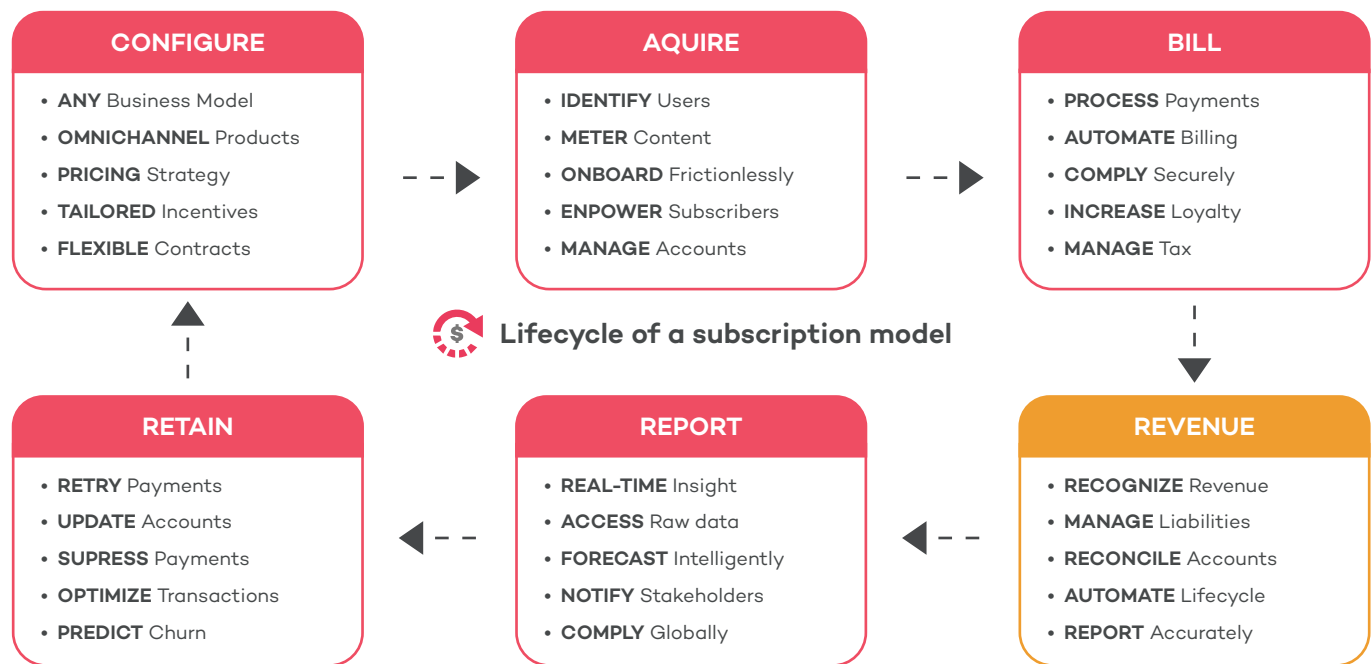 CONFIGURE
• ANY Business Model
• OMNICHANNEL Products
• PRICING Strategy
• TAILORED Incentives
• FLEXIBLE Contracts
AQUIRE
• IDENTIFY Users
• METER Content
• ONBOARD Frictionlessly
• ENPOWER Subscribers
• MANAGE Accounts
BILL
• PROCESS Payments
• AUTOMATE Billing
• COMPLY Securely
• INCREASE Loyalty
• MANAGE Tax
$
Lifecycle of a subscription model
RETAIN
• RETRY Payments
• UPDATE Accounts
• SUPRESS Payments
• OPTIMIZE Transactions
• PREDICT Churn
REPORT
• REAL-TIME Insight
• ACCESS Raw data
• FORECAST Intelligently
• NOTIFY Stakeholders
• COMPLY Globally
REVENUE
• RECOGNIZE Revenue
• MANAGE Liabilities
• RECONCILE Accounts
• AUTOMATE Lifecycle
• REPORT Accurately